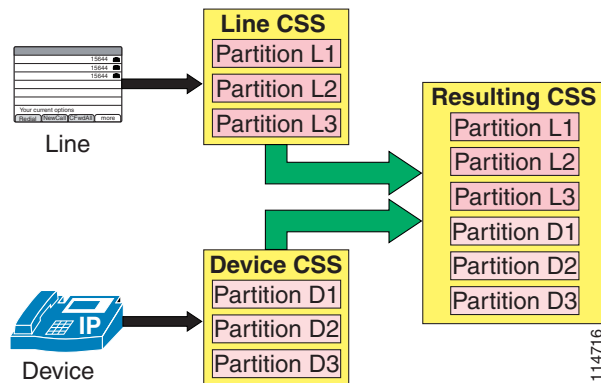 15644
15644
15644
Your current options
Redial NewCall CFwdAll more
Line
Line CSS
Partition L1
Partition L2
Partition L3
Resulting CSS
Partition L1
Partition L2
Partition L3
Partition D1
Partition D2
Partition D3
Device CSS
Partition D1
Partition D2
Partition D3
IP
Device
114716